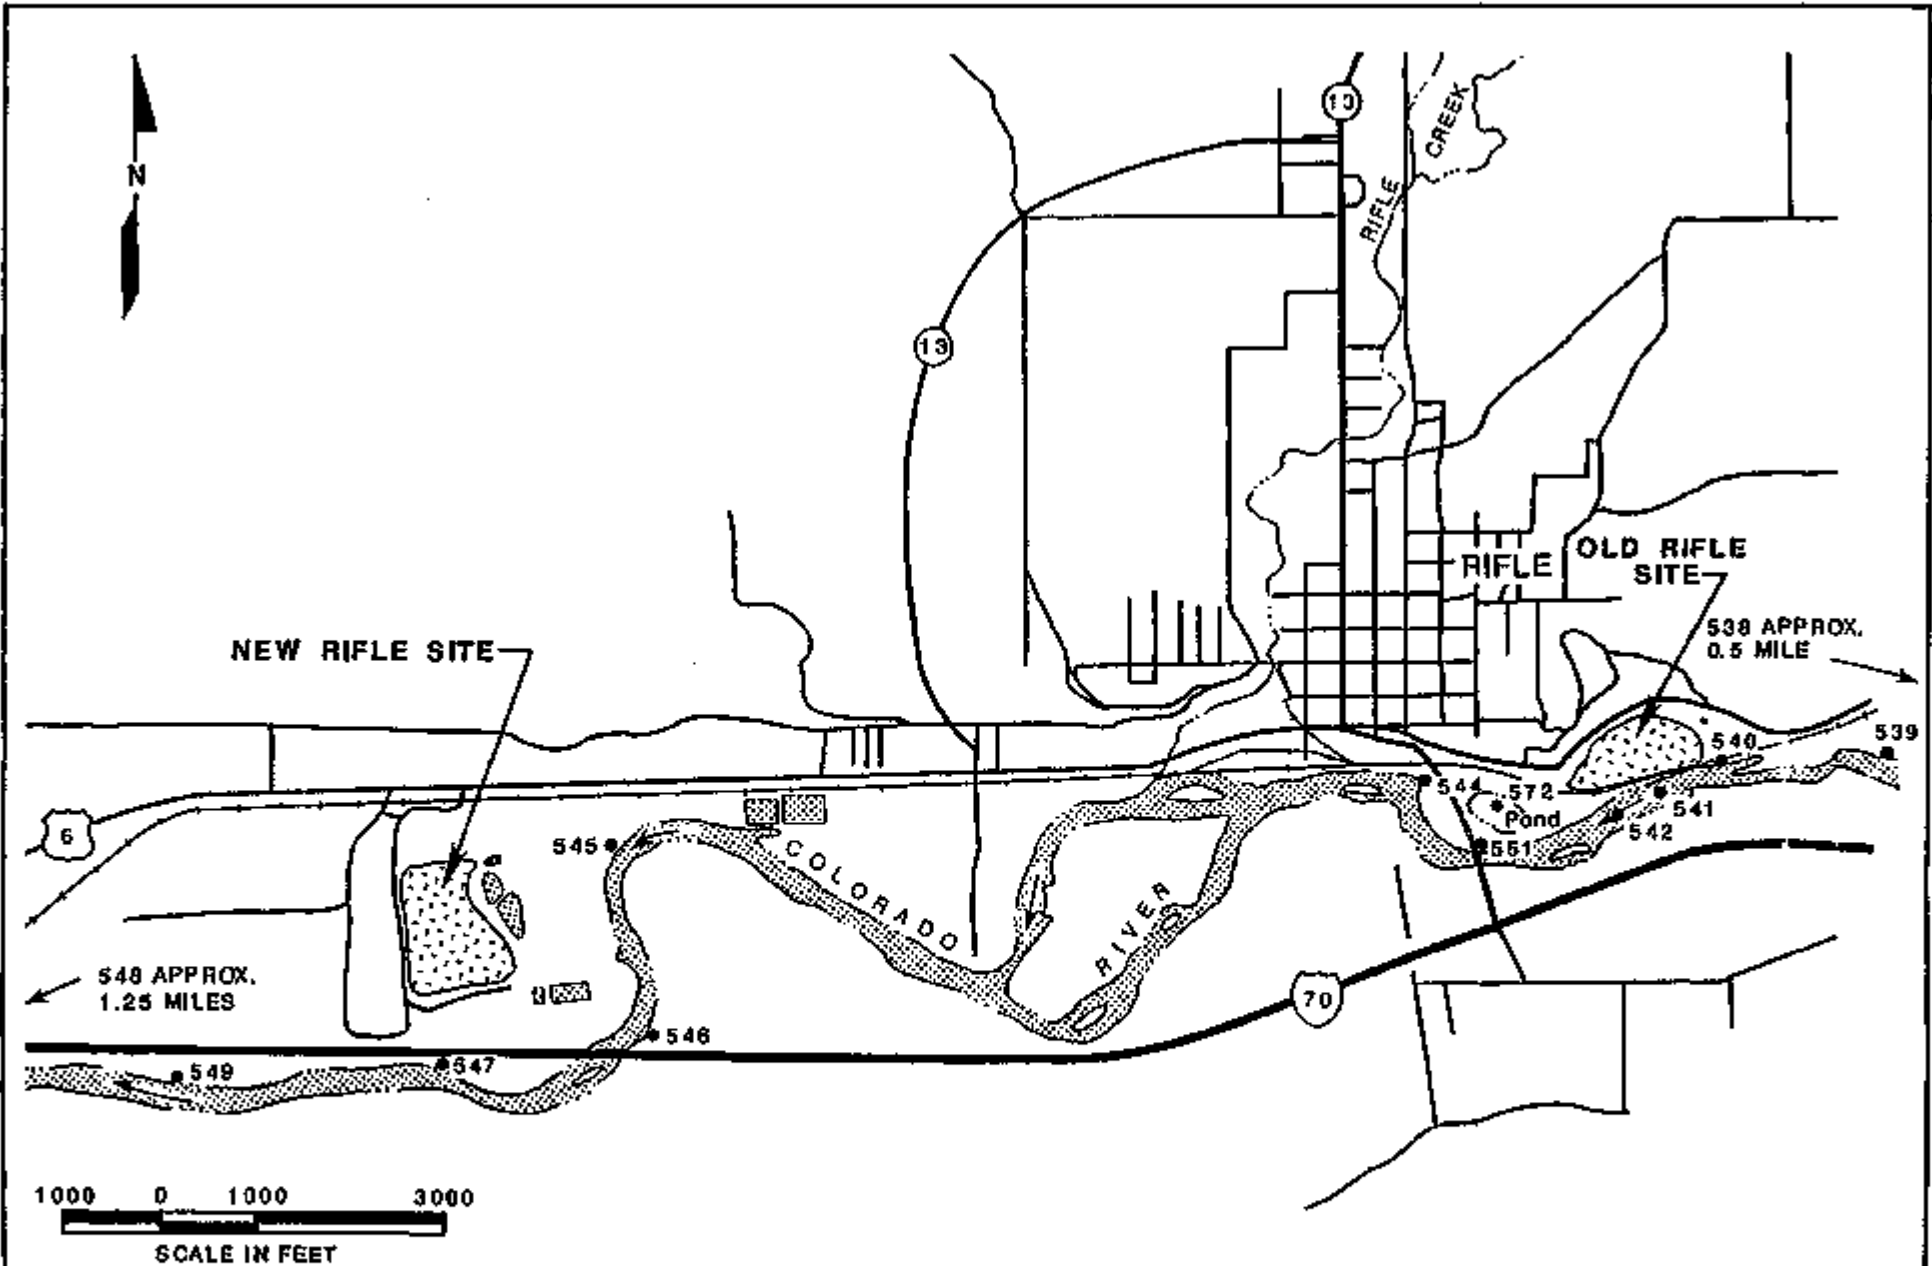 N
13
CREEK
RIFLE
13
RIFLE
OLD RIFLE
SITE
NEW RIFLE SITE
538 APPROX.
0.5 MILE
539
540
544
572
Pond
541
542
551
6
545
COLORADO
RIVER
548 APPROX.
1.25 MILES
70
546
547
549
1000 0 1000 3000
SCALE IN FEET